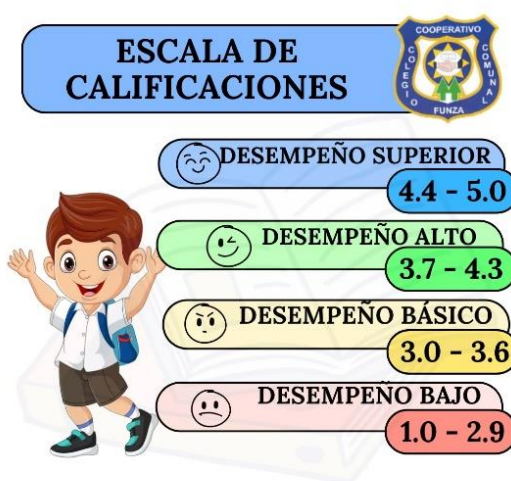 ESCALA DE
CALIFICACIONES
COOPERATIVO
COLEGIO
COMUNAL
FUNZA
DESEMPEÑO SUPERIOR
4.4 - 5.0
DESEMPEÑO ALTO
3.7 - 4.3
DESEMPEÑO BÁSICO
3.0 - 3.6
DESEMPEÑO BAJO
1.0 - 2.9